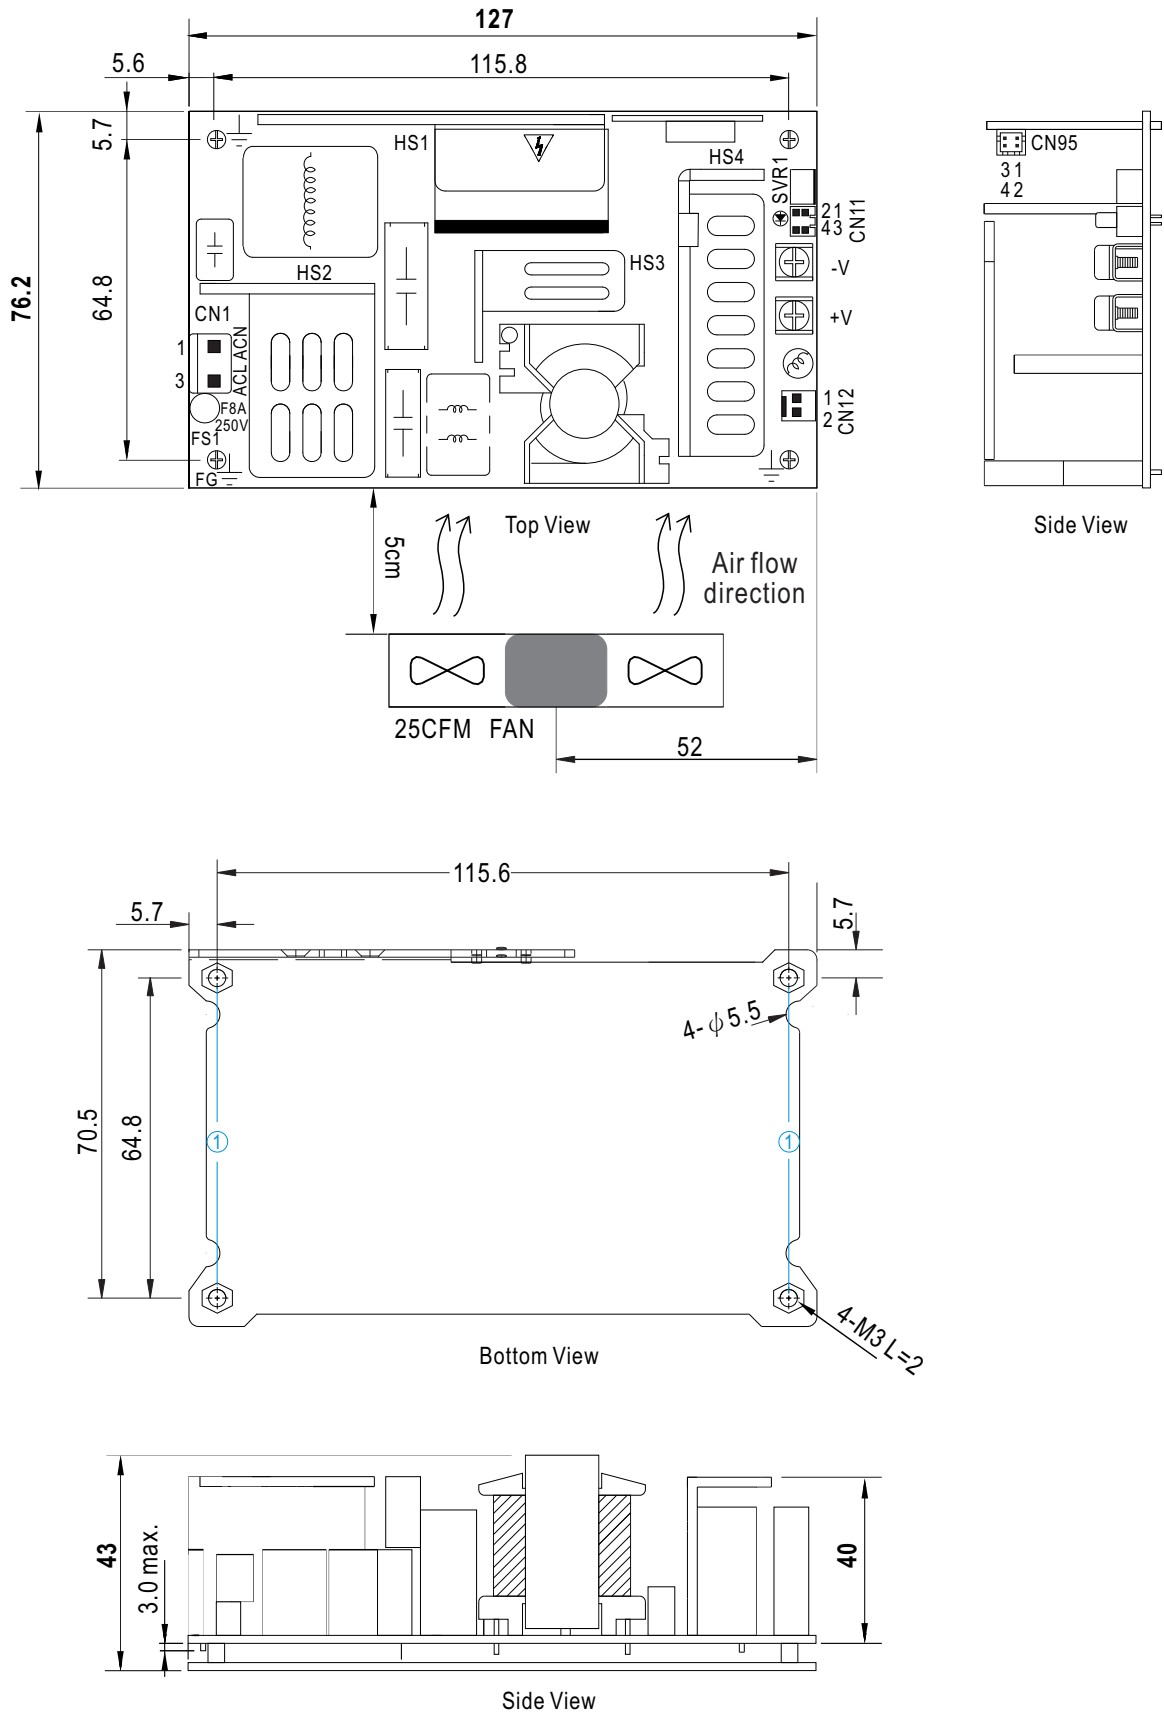 127
5.6
115.8
5.7
HS1
HS4
SVR1
CN95
31
42
21
43
CN11
76.2
64.8
HS2
HS3
-V
+V
CN1
1
3
ACL ACN
F8A
250V
FS1
FG
1
2
CN12
Top View
Side View
5cm
Air flow
direction
25CFM FAN
52
115.6
5.7
5.7
4-φ5.5
70.5
64.8
1
1
4-M3 L=2
Bottom View
43
3.0 max.
40
Side View